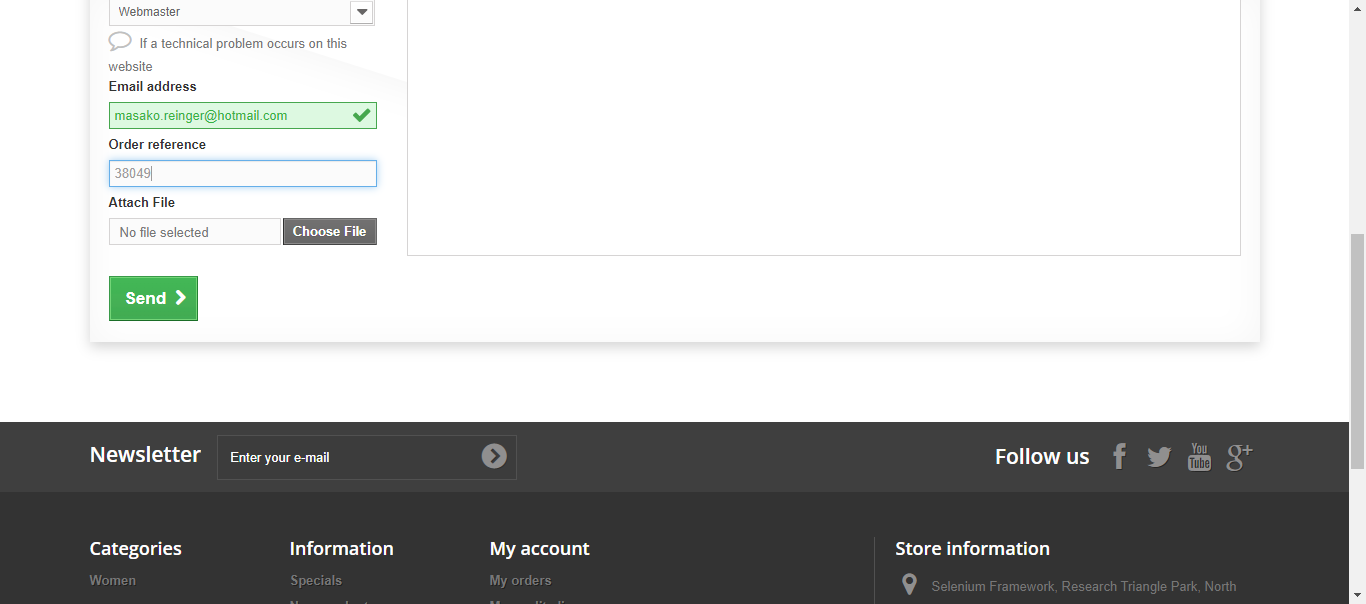 Webmaster
If a technical problem occurs on this
website
Email address
masako.reinger@hotmail.com
Order reference
38049
Attach File
No file selected
Choose File
Send
Newsletter
Enter your e-mail
Follow us
You
Tube
g+
Categories
Information
My account
Store information
Women
Specials
My orders
Selenium Framework, Research Triangle Park, North